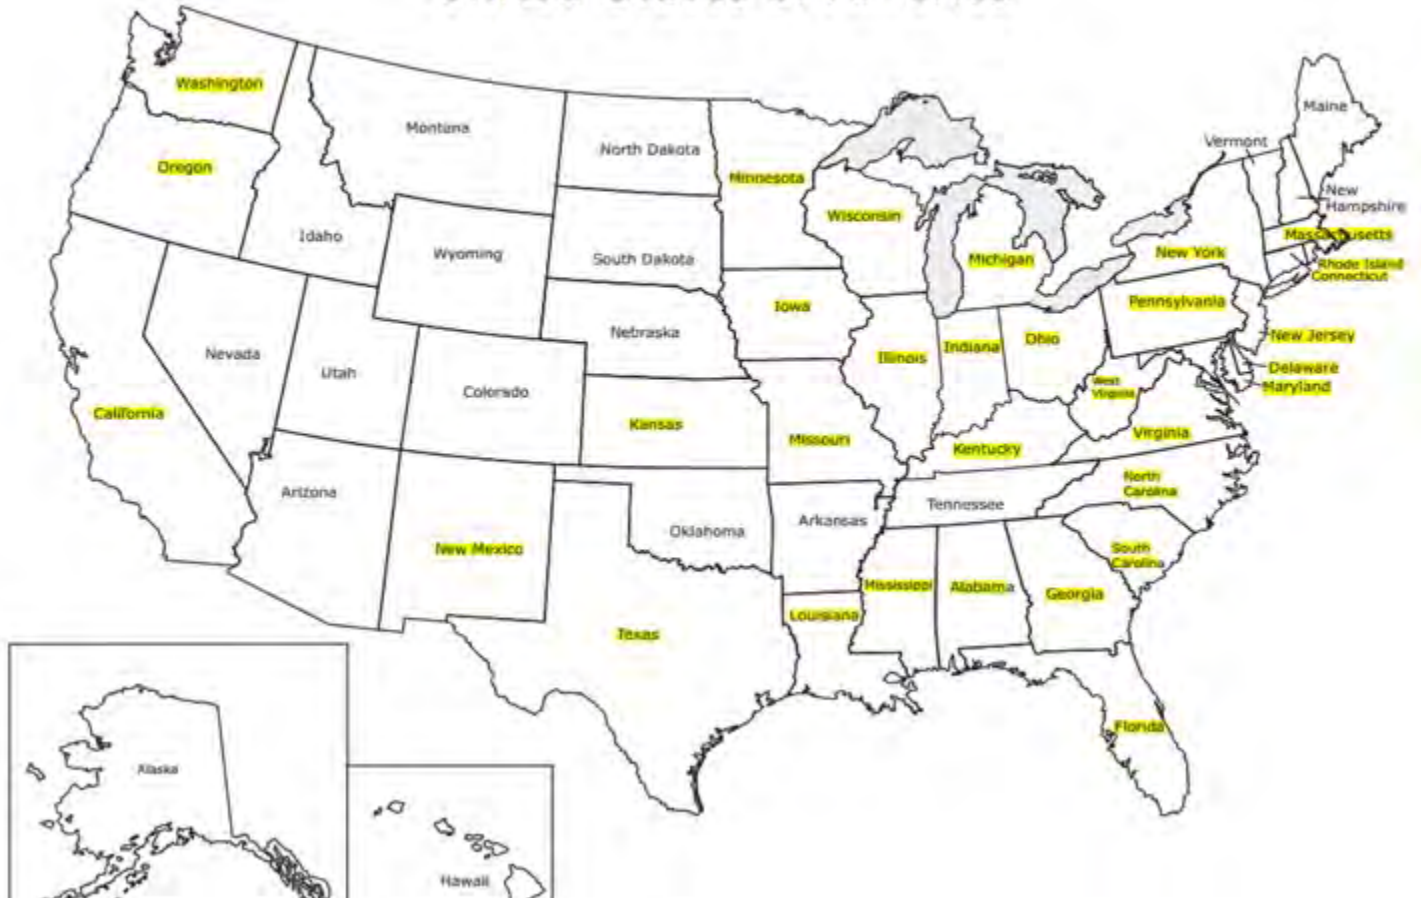 Washington
Montana
North Dakota
Minnesota
Maine
Vermont
Oregon
Idaho
Wyoming
South Dakota
Wisconsin
Michigan
New York
New
Hampshire
Massachusetts
Rhode Island
Connecticut
Iowa
Nebraska
Pennsylvania
New Jersey
Nevada
Utah
Colorado
Illinois
Indiana
Ohio
Delaware
Maryland
West
Virginia
California
Kansas
Missouri
Kentucky
Virginia
Arizona
New Mexico
Oklahoma
Arkansas
Tennessee
North
Carolina
South
Carolina
Texas
Louisiana
Mississippi
Alabama
Georgia
Florida
Alaska
Hawaii